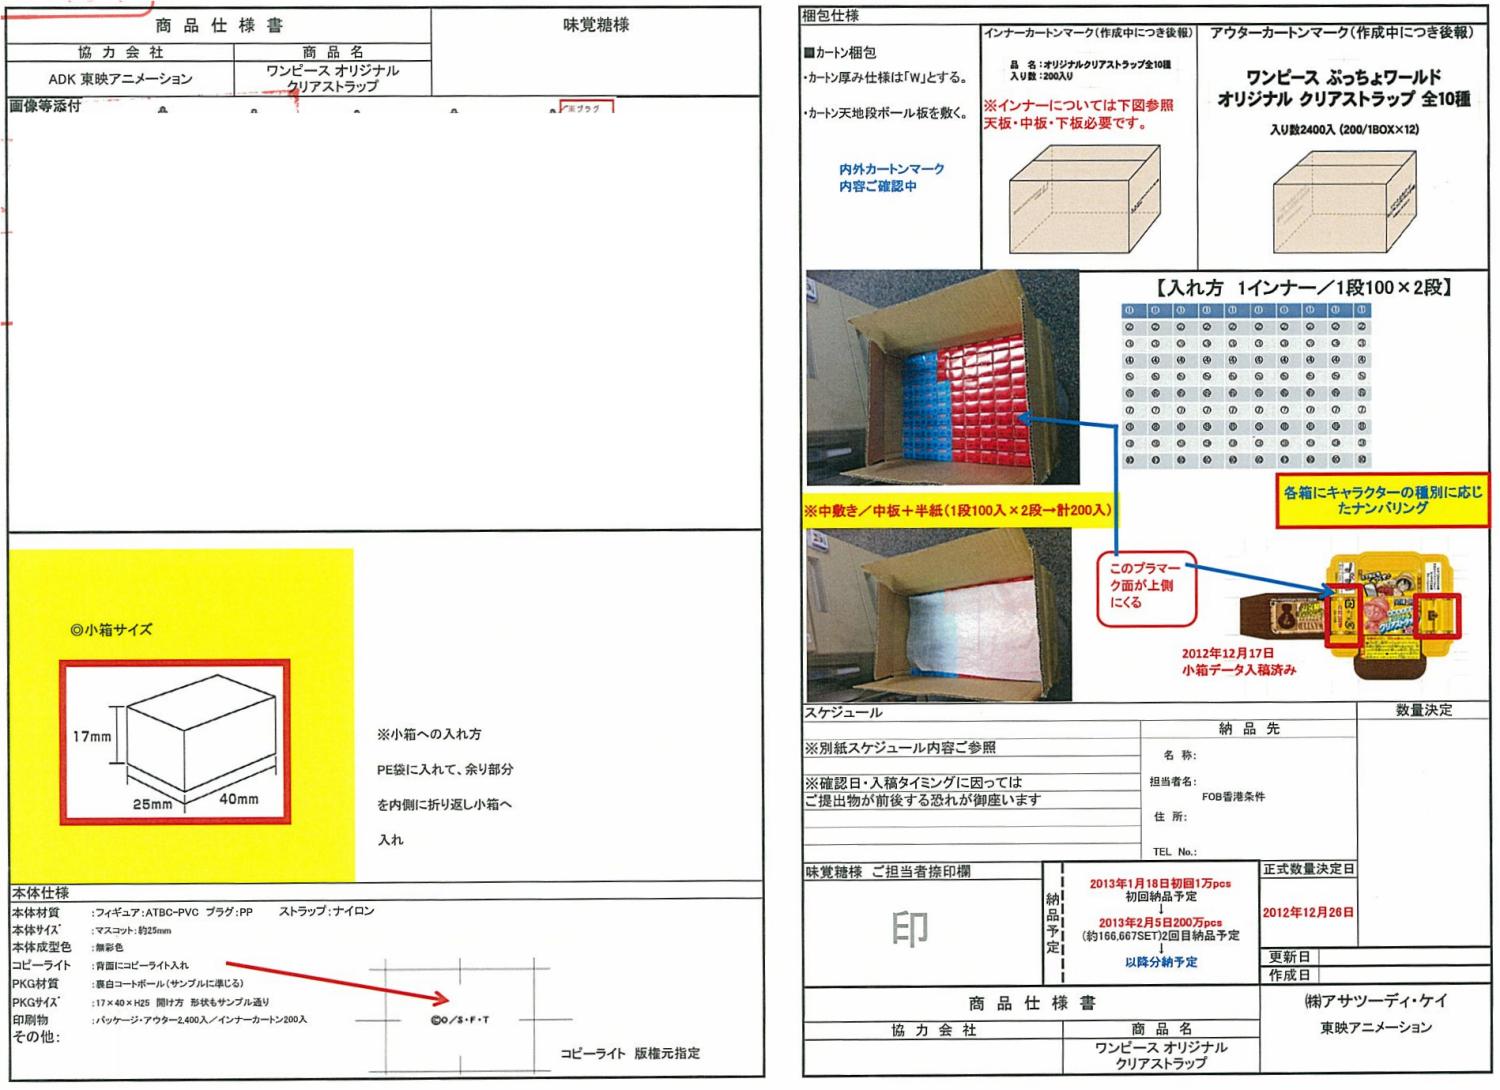 商品仕様書
味覚糖様
協力会社
商品名
ADK 東映アニメーション
ワンピース オリジナル
クリアストラップ
画像等添付
◎小箱サイズ
17mm
25mm
40mm
※小箱への入れ方
PE袋に入れて、余り部分
を内側に折り返し小箱へ
入れ
本体仕様
本体材質 :フィギュア:ATBC-PVC プラグ:PP ストラップ:ナイロン
本体サイズ :マスコット:約25mm
本体成型色 :無彩色
コピーライト :背面にコピーライト入れ
PKG材質 :裏白コートボール(サンプルに準じる)
PKGサイズ :17×40×H25 開け方 形状もサンプル通り
印刷物 :パッケージ・アウター2,400入/インナーカートン200入
その他:
©O/S・F・T
コピーライト 版権元指定
梱包仕様
■カートン梱包
・カートン厚み仕様は「W」とする。
・カートン天地段ボール板を敷く。
内外カートンマーク
内容ご確認中
インナーカートンマーク(作成中につき後報)
品 名:オリジナルクリアストラップ全10種
入り数:200入り
※インナーについては下図参照
天板・中板・下板必要です。
アウターカートンマーク(作成中につき後報)
ワンピース ぷっちょワールド
オリジナル クリアストラップ 全10種
入り数2400入 (200/1BOX×12)
【入れ方 1インナー/1段100×2段】
※中敷き/中板+半紙(1段100入×2段→計200入)
各箱にキャラクターの種別に応じ
たナンバリング
このプラマー
ク面が上側
にくる
2012年12月17日
小箱データ入稿済み
スケジュール
※別紙スケジュール内容ご参照
※確認日・入稿タイミングに因っては
ご提出物が前後する恐れが御座います
納品先
名 称:
担当者名:
FOB香港条件
住 所:
TEL No.:
数量決定
味覚糖様 ご担当者捺印欄
印
納品予定
2013年1月18日初回1万pcs
初回納品予定
↓
2013年2月5日200万pcs
(約166,667SET)2回目納品予定
↓
以降分納予定
正式数量決定日
2012年12月26日
更新日
作成日
商品仕様書
協力会社
商品名
ワンピース オリジナル
クリアストラップ
㈱アサツーディ・ケイ
東映アニメーション